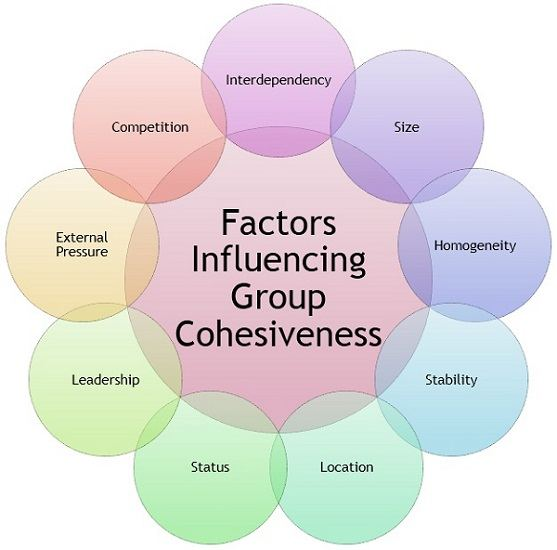 Interdependency
Competition
Size
External
Pressure
Factors
Influencing
Group
Cohesiveness
Homogeneity
Leadership
Stability
Status
Location